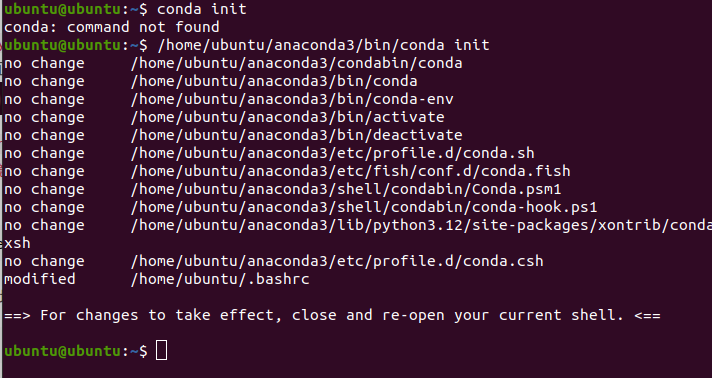 ubuntu@ubuntu:~$ conda init
conda: command not found
ubuntu@ubuntu:~$ /home/ubuntu/anaconda3/bin/conda init
no change     /home/ubuntu/anaconda3/condabin/conda
no change     /home/ubuntu/anaconda3/bin/conda
no change     /home/ubuntu/anaconda3/bin/conda-env
no change     /home/ubuntu/anaconda3/bin/activate
no change     /home/ubuntu/anaconda3/bin/deactivate
no change     /home/ubuntu/anaconda3/etc/profile.d/conda.sh
no change     /home/ubuntu/anaconda3/etc/fish/conf.d/conda.fish
no change     /home/ubuntu/anaconda3/shell/condabin/Conda.psm1
no change     /home/ubuntu/anaconda3/shell/condabin/conda-hook.ps1
no change     /home/ubuntu/anaconda3/lib/python3.12/site-packages/xontrib/conda
xsh
no change     /home/ubuntu/anaconda3/etc/profile.d/conda.csh
modified      /home/ubuntu/.bashrc
==> For changes to take effect, close and re-open your current shell. <==
ubuntu@ubuntu:~$